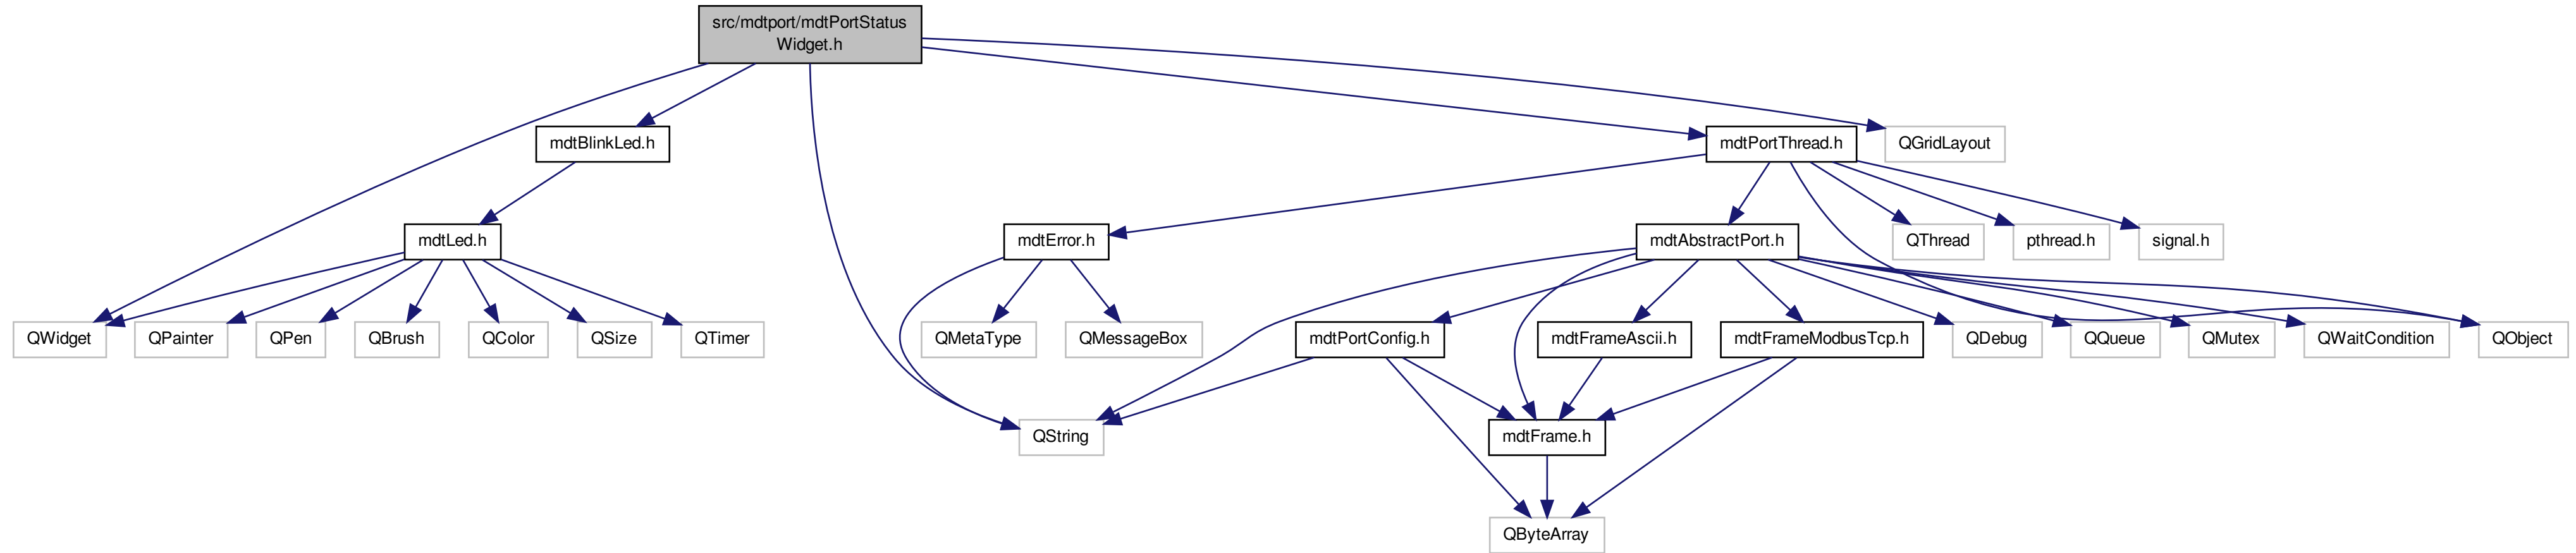 src/mdtport/mdtPortStatus
Widget.h
mdtBlinkLed.h
mdtPortThread.h
QGridLayout
mdtLed.h
mdtError.h
mdtAbstractPort.h
QThread
pthread.h
signal.h
QWidget
QPainter
QPen
QBrush
QColor
QSize
QTimer
QMetaType
QMessageBox
mdtPortConfig.h
mdtFrameAscii.h
mdtFrameModbusTcp.h
QDebug
QQueue
QMutex
QWaitCondition
QObject
QString
mdtFrame.h
QByteArray